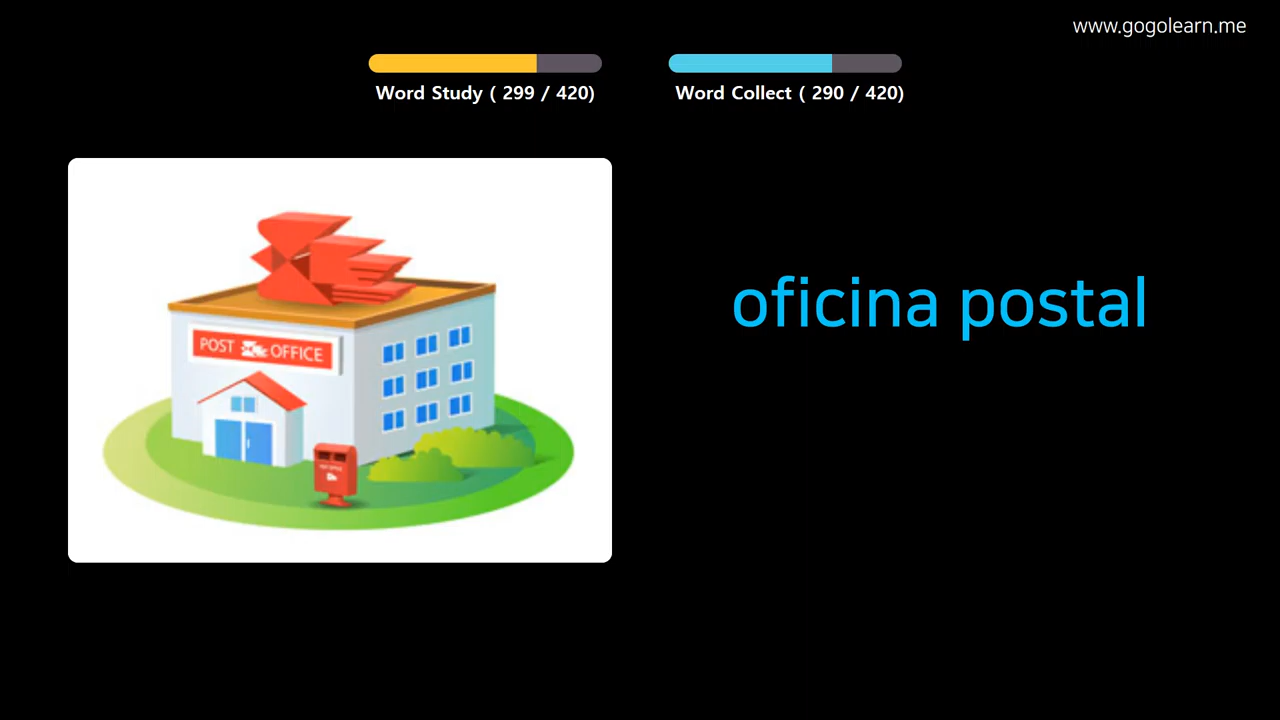 www.gogolearn.me
Word Study ( 299 / 420)
Word Collect ( 290 / 420)
oficina postal
POST OFFICE